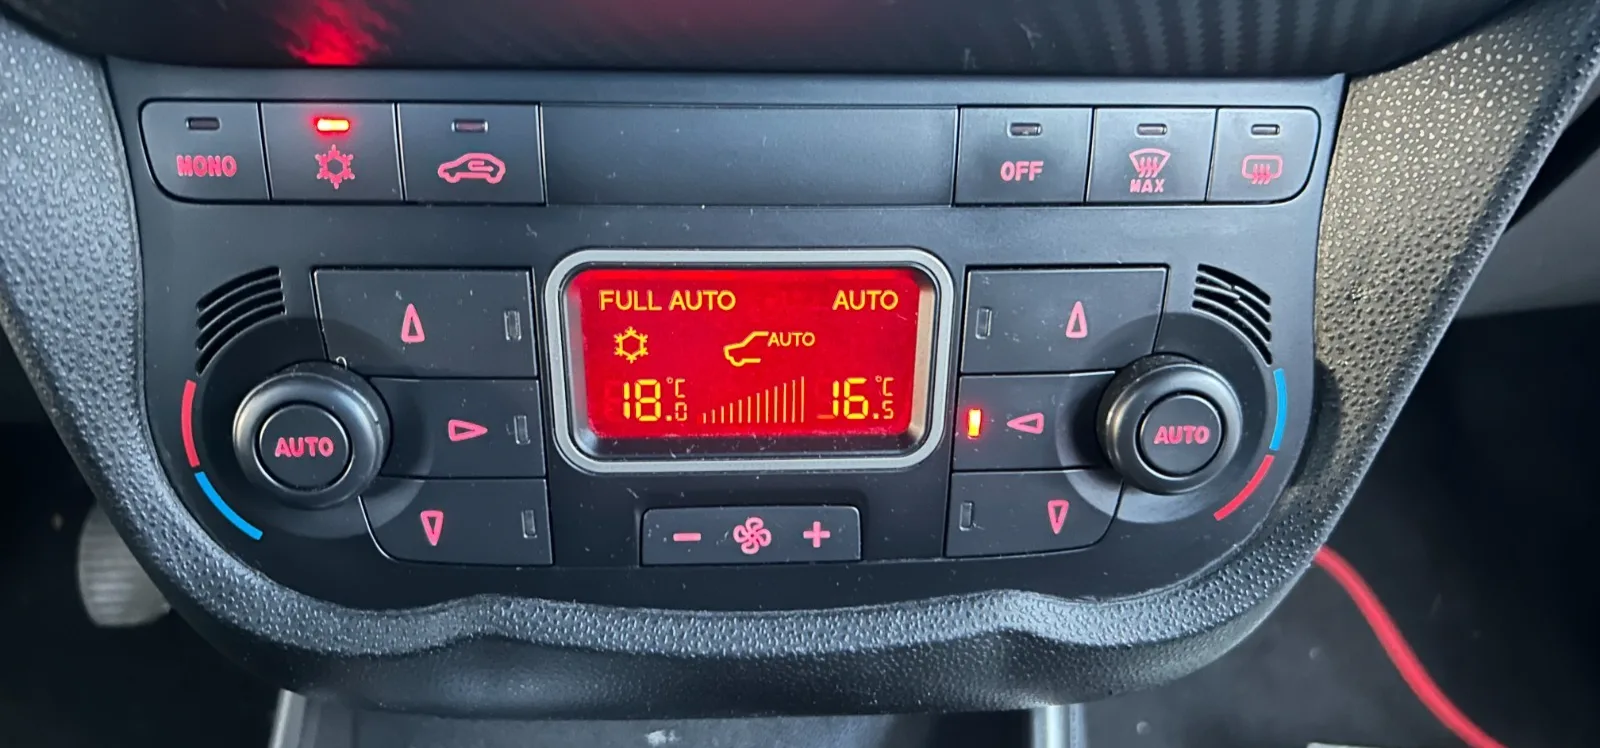 MONO
OFF
MAX
FULL AUTO AUTO
AUTO
18.0 °C 16.5 °C
AUTO
AUTO
- +